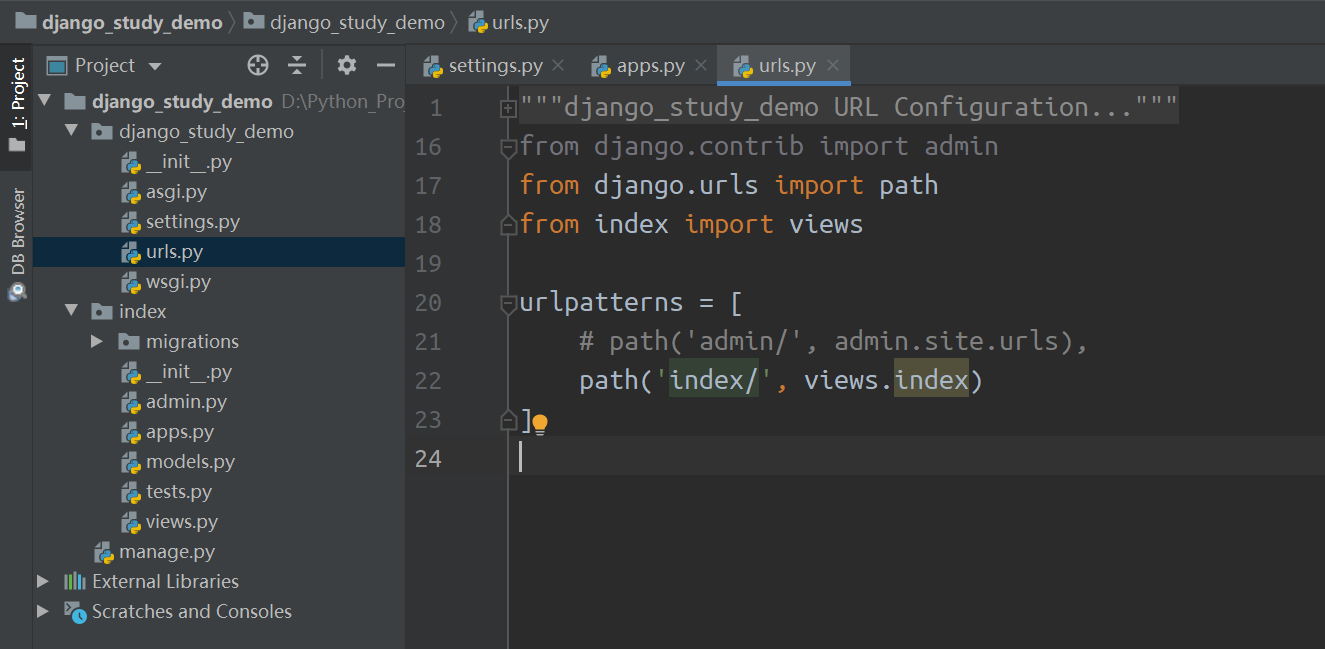 django_study_demo django_study_demo urls.py
1: Project
DB Browser
Project
django_study_demo D:\Python_Pro
django_study_demo
__init__.py
asgi.py
settings.py
urls.py
wsgi.py
index
migrations
__init__.py
admin.py
apps.py
models.py
tests.py
views.py
manage.py
External Libraries
Scratches and Consoles
settings.py apps.py urls.py
1 """django_study_demo URL Configuration..."""
16 from django.contrib import admin
17 from django.urls import path
18 from index import views
19
20 urlpatterns = [
21     # path('admin/', admin.site.urls),
22     path('index/', views.index)
23 ]
24